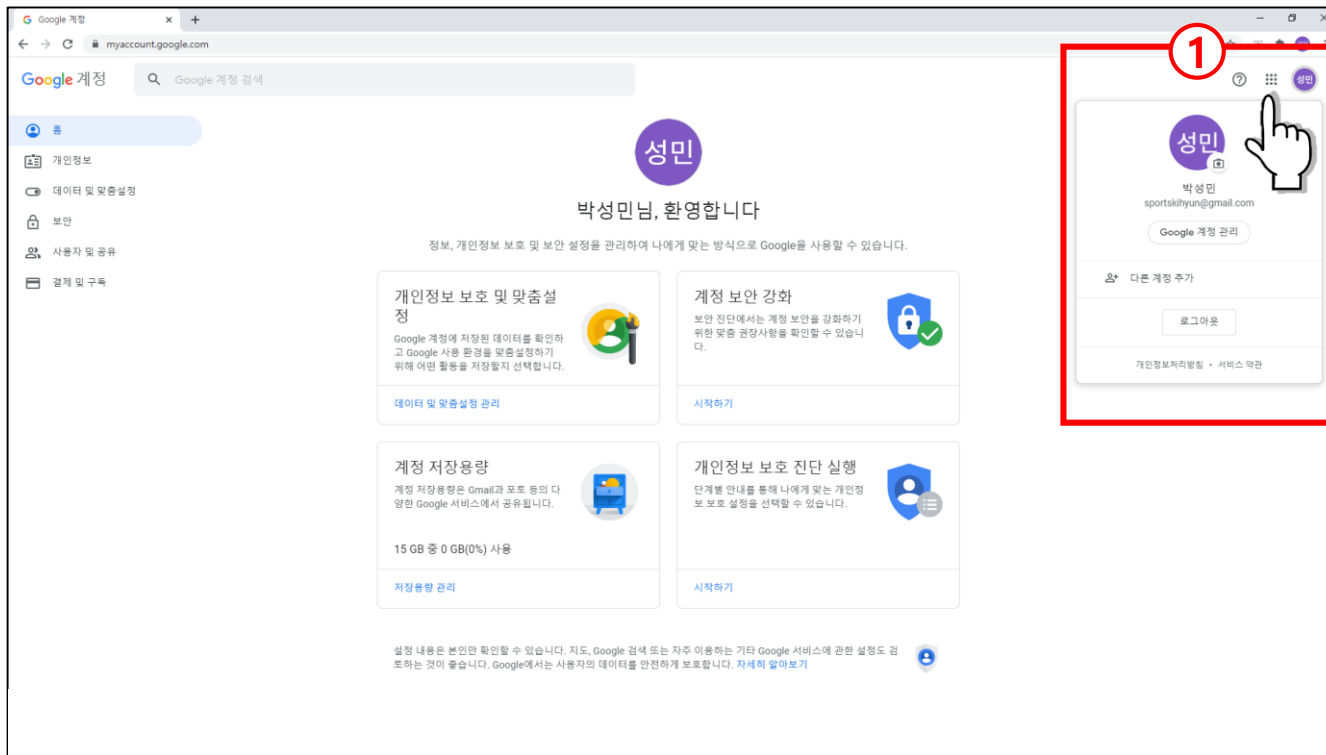 Google 계정
myaccount.google.com
①
Google 계정
Google 계정 검색
성민
홈
개인정보
데이터 및 맞춤설정
보안
사용자 및 공유
결제 및 구독
성민
박성민님, 환영합니다
정보, 개인정보 보호 및 보안 설정을 관리하여 나에게 맞는 방식으로 Google을 사용할 수 있습니다.
개인정보 보호 및 맞춤설
정
Google 계정에 저장된 데이터를 확인하
고 Google 사용 환경을 맞춤설정하기
위해 어떤 활동을 저장할지 선택합니다.
데이터 및 맞춤설정 관리
계정 보안 강화
보안 진단에서는 계정 보안을 강화하기
위한 맞춤 권장사항을 확인할 수 있습니
다.
시작하기
계정 저장용량
계정 저장용량은 Gmail과 포토 등의 다
양한 Google 서비스에서 공유됩니다.
15 GB 중 0 GB(0%) 사용
저장용량 관리
개인정보 보호 진단 실행
단계별 안내를 통해 나에게 맞는 개인정
보 보호 설정을 선택할 수 있습니다.
시작하기
설정 내용은 본인만 확인할 수 있습니다. 지도, Google 검색 또는 자주 이용하는 기타 Google 서비스에 관한 설정도 검
토하는 것이 좋습니다. Google에서는 사용자의 데이터를 안전하게 보호합니다. 자세히 알아보기
성민
박성민
sportskihyun@gmail.com
Google 계정 관리
다른 계정 추가
로그아웃
개인정보처리방침 • 서비스 약관